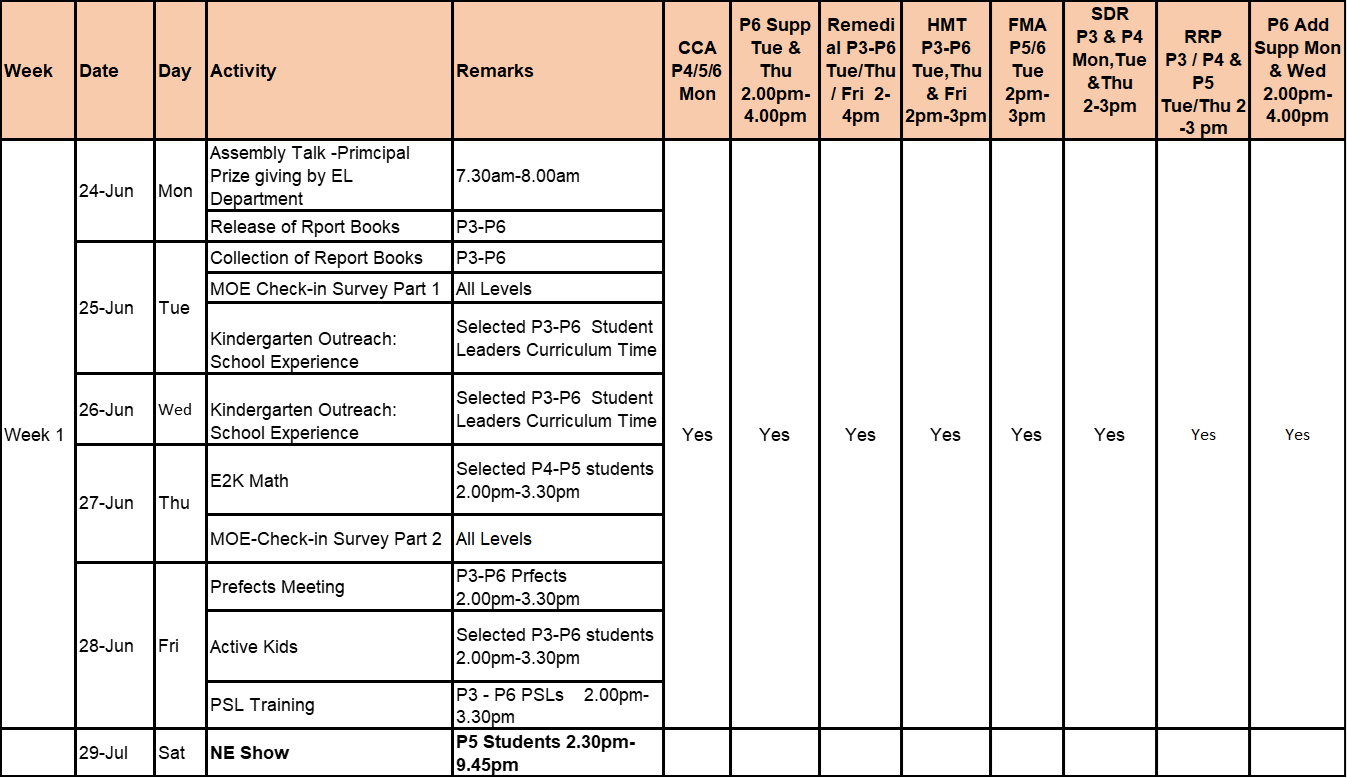 Week
Date
Day
Activity
Remarks
CCA
P4/5/6
Mon
P6 Supp
Tue &
Thu
2.00pm-
4.00pm
Remedi
al P3-P6
Tue/Thu
/ Fri 2-
4pm
HMT
P3-P6
Tue,Thu
& Fri
2pm-3pm
FMA
P5/6
Tue
2pm-
3pm
SDR
P3 & P4
Mon,Tue
&Thu
2-3pm
RRP
P3 / P4 &
P5
Tue/Thu 2
-3 pm
P6 Add
Supp Mon
& Wed
2.00pm-
4.00pm
Week 1
24-Jun
Mon
Assembly Talk -Primcipal
Prize giving by EL
Department
7.30am-8.00am
Release of Rport Books
P3-P6
25-Jun
Tue
Collection of Report Books
P3-P6
MOE Check-in Survey Part 1
All Levels
Kindergarten Outreach:
School Experience
Selected P3-P6 Student
Leaders Curriculum Time
26-Jun
Wed
Kindergarten Outreach:
School Experience
Selected P3-P6 Student
Leaders Curriculum Time
27-Jun
Thu
E2K Math
Selected P4-P5 students
2.00pm-3.30pm
MOE-Check-in Survey Part 2
All Levels
28-Jun
Fri
Prefects Meeting
P3-P6 Prfects
2.00pm-3.30pm
Active Kids
Selected P3-P6 students
2.00pm-3.30pm
PSL Training
P3 - P6 PSLs 2.00pm-
3.30pm
Yes
Yes
Yes
Yes
Yes
Yes
Yes
Yes
29-Jul
Sat
NE Show
P5 Students 2.30pm-
9.45pm